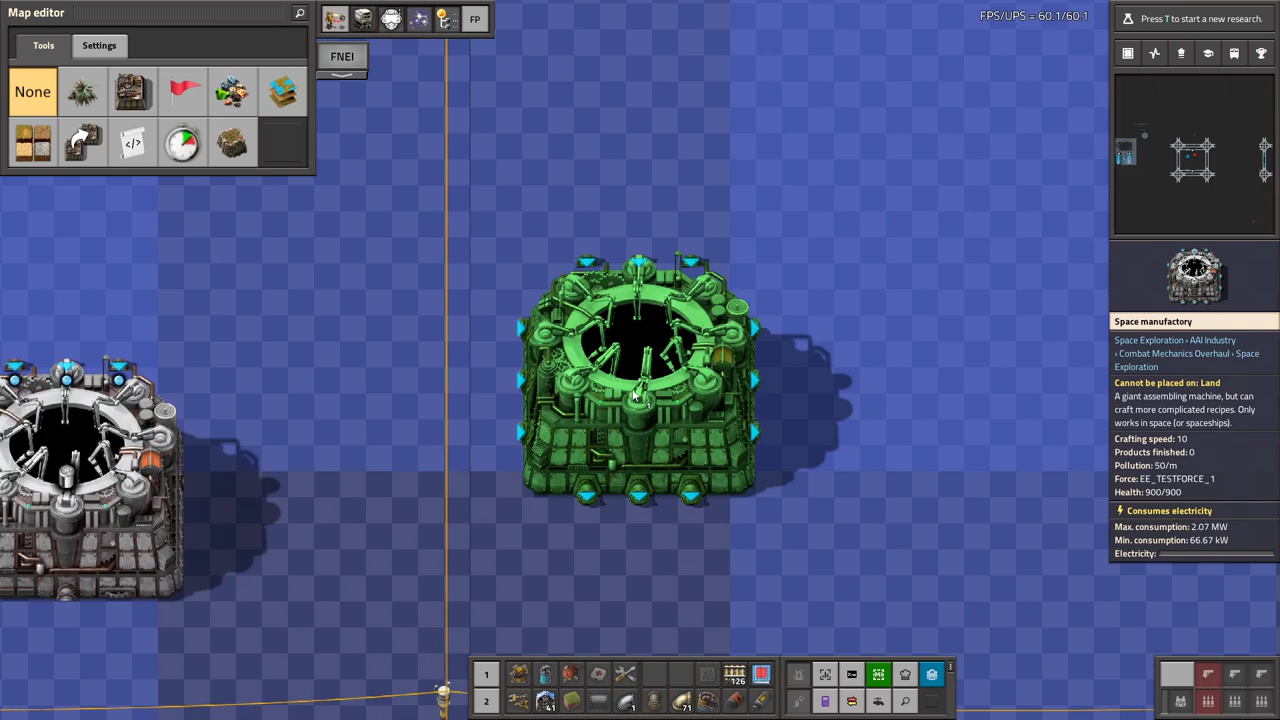 Map editor
Tools
Settings
None
</>
FP
FNEI
FPS/UPS = 60.1/60.1
Press T to start a new research.
Space manufactory
Space Exploration › AAI Industry
› Combat Mechanics Overhaul › Space
Exploration
Cannot be placed on: Land
A giant assembling machine, but can
craft more complicated recipes. Only
works in space (or spaceships).
Crafting speed: 10
Products finished: 0
Pollution: 50/m
Force: EE_TESTFORCE_1
Health: 900/900
Consumes electricity
Max. consumption: 2.07 MW
Min. consumption: 66.67 kW
Electricity:
1
1
126
2
41
1
71